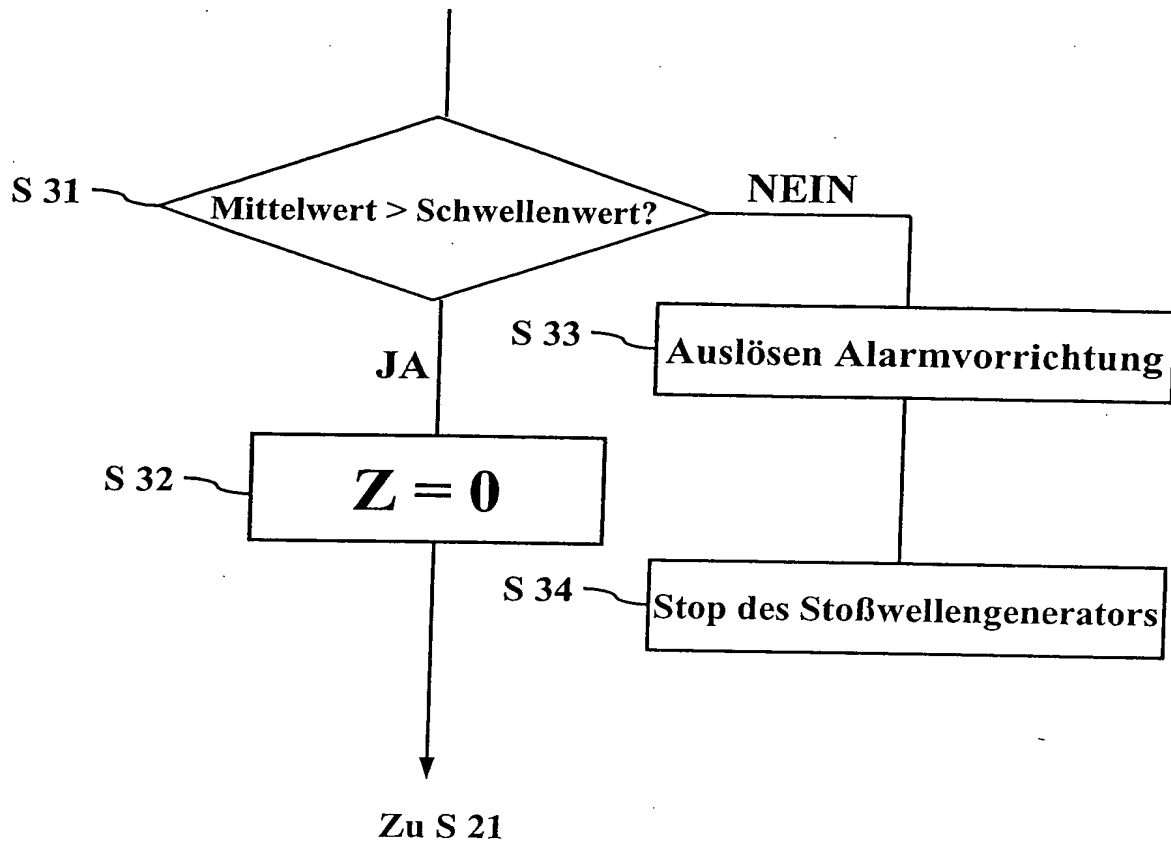 S 31
Mittelwert > Schwellenwert?
NEIN
JA
S 33
Auslösen Alarmvorrichtung
S 32
Z = 0
S 34
Stop des Stoßwellengenerators
Zu S 21